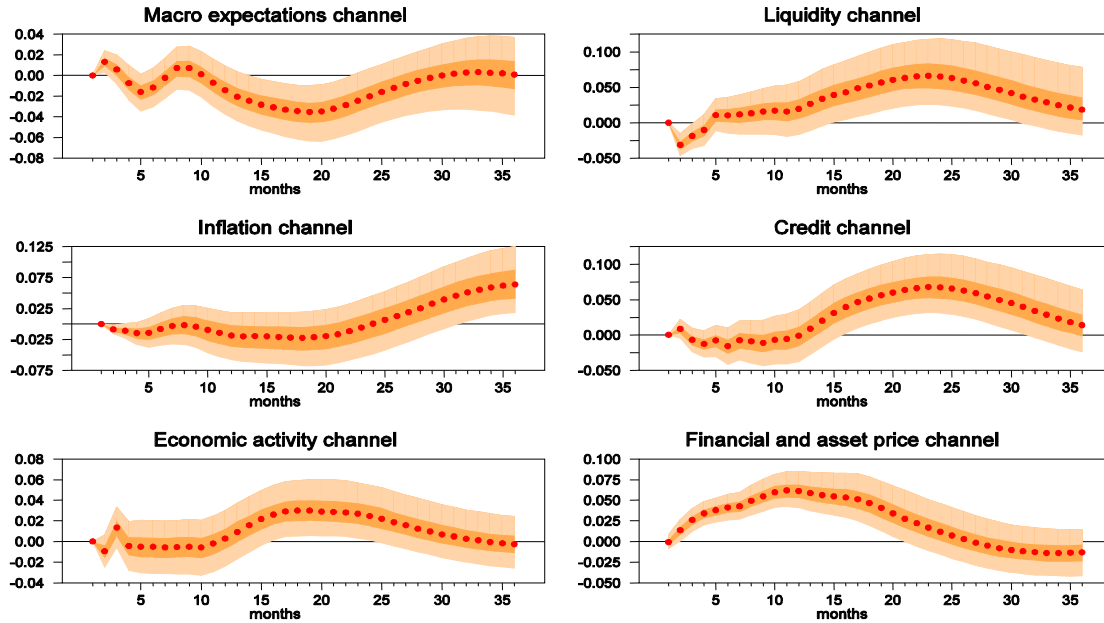 Macro expectations channel
0.04
0.02
0.00
-0.02
-0.04
-0.06
-0.08
5 10 15 20 25 30 35
months
Liquidity channel
0.100
0.050
0.000
-0.050
5 10 15 20 25 30 35
months
Inflation channel
0.125
0.075
0.025
-0.025
-0.075
5 10 15 20 25 30 35
months
Credit channel
0.100
0.050
0.000
-0.050
5 10 15 20 25 30 35
months
Economic activity channel
0.08
0.06
0.04
0.02
0.00
-0.02
-0.04
5 10 15 20 25 30 35
months
Financial and asset price channel
0.100
0.075
0.050
0.025
0.000
-0.025
-0.050
5 10 15 20 25 30 35
months